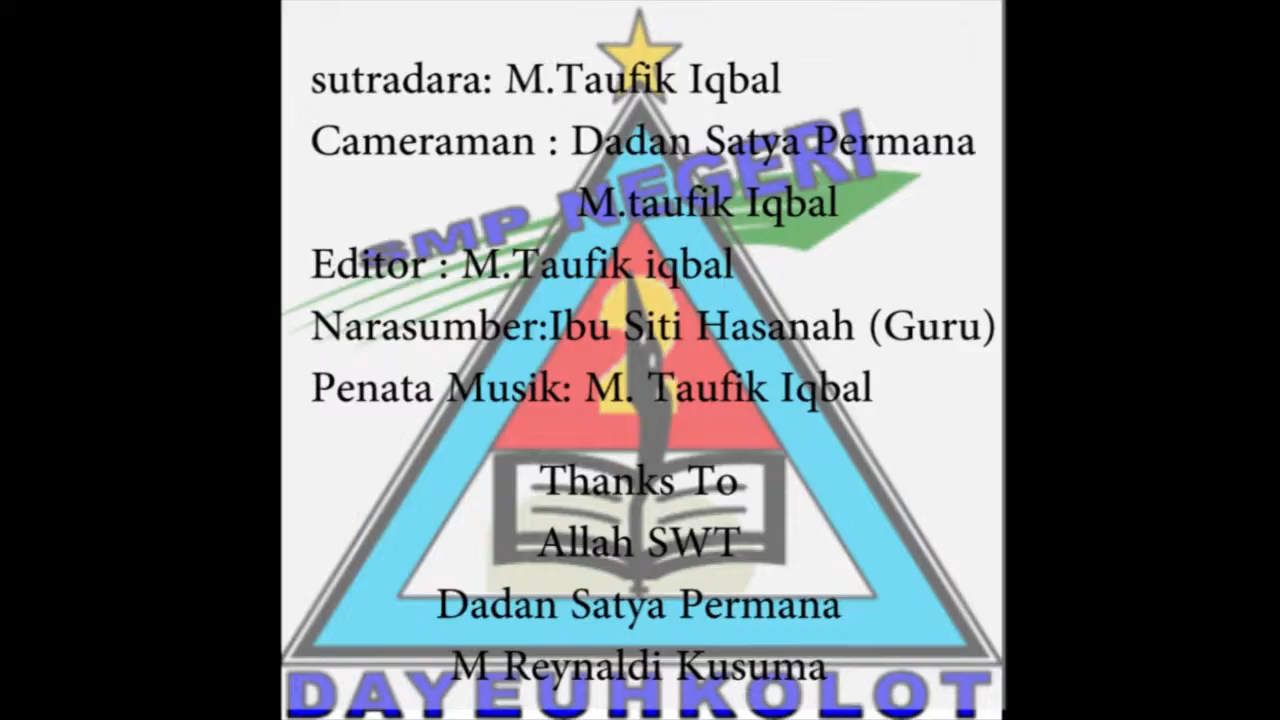 sutradara: M.Taufik Iqbal
Cameraman : Dadan Satya Permana
M.taufik Iqbal
SMP NEGERI
Editor : M.Taufik iqbal
Narasumber:Ibu Siti Hasanah (Guru)
2
Penata Musik: M. Taufik Iqbal
Thanks To
Allah SWT
Dadan Satya Permana
M Reynaldi Kusuma
DAYEUHKOLOT